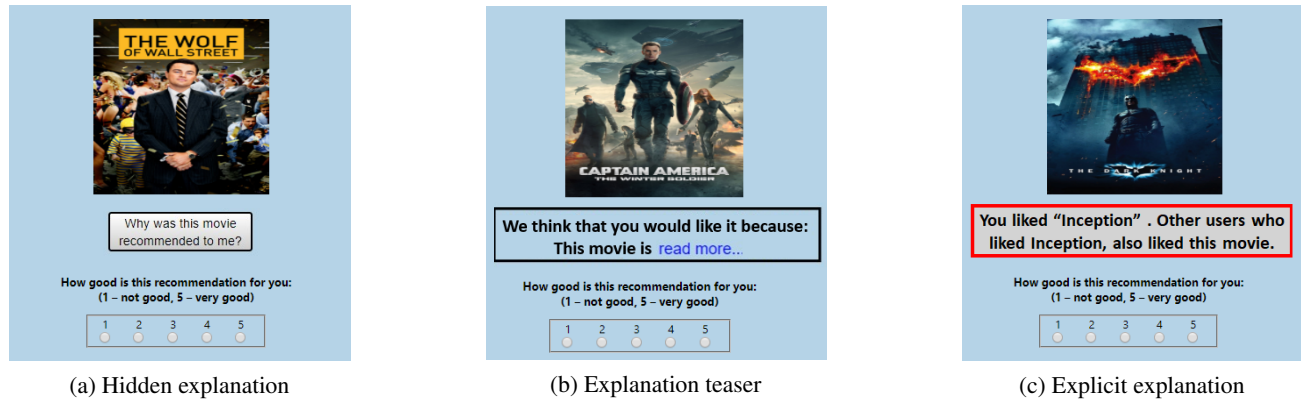 THE WOLF
OF WALL STREET
Why was this movie
recommended to me?
How good is this recommendation for you:
(1 – not good, 5 – very good)
1 2 3 4 5
(a) Hidden explanation
CAPTAIN AMERICA
THE WINTER SOLDIER
We think that you would like it because:
This movie is read more...
How good is this recommendation for you:
(1 – not good, 5 – very good)
1 2 3 4 5
(b) Explanation teaser
THE DARK KNIGHT
You liked “Inception” . Other users who
liked Inception, also liked this movie.
How good is this recommendation for you:
(1 – not good, 5 – very good)
1 2 3 4 5
(c) Explicit explanation